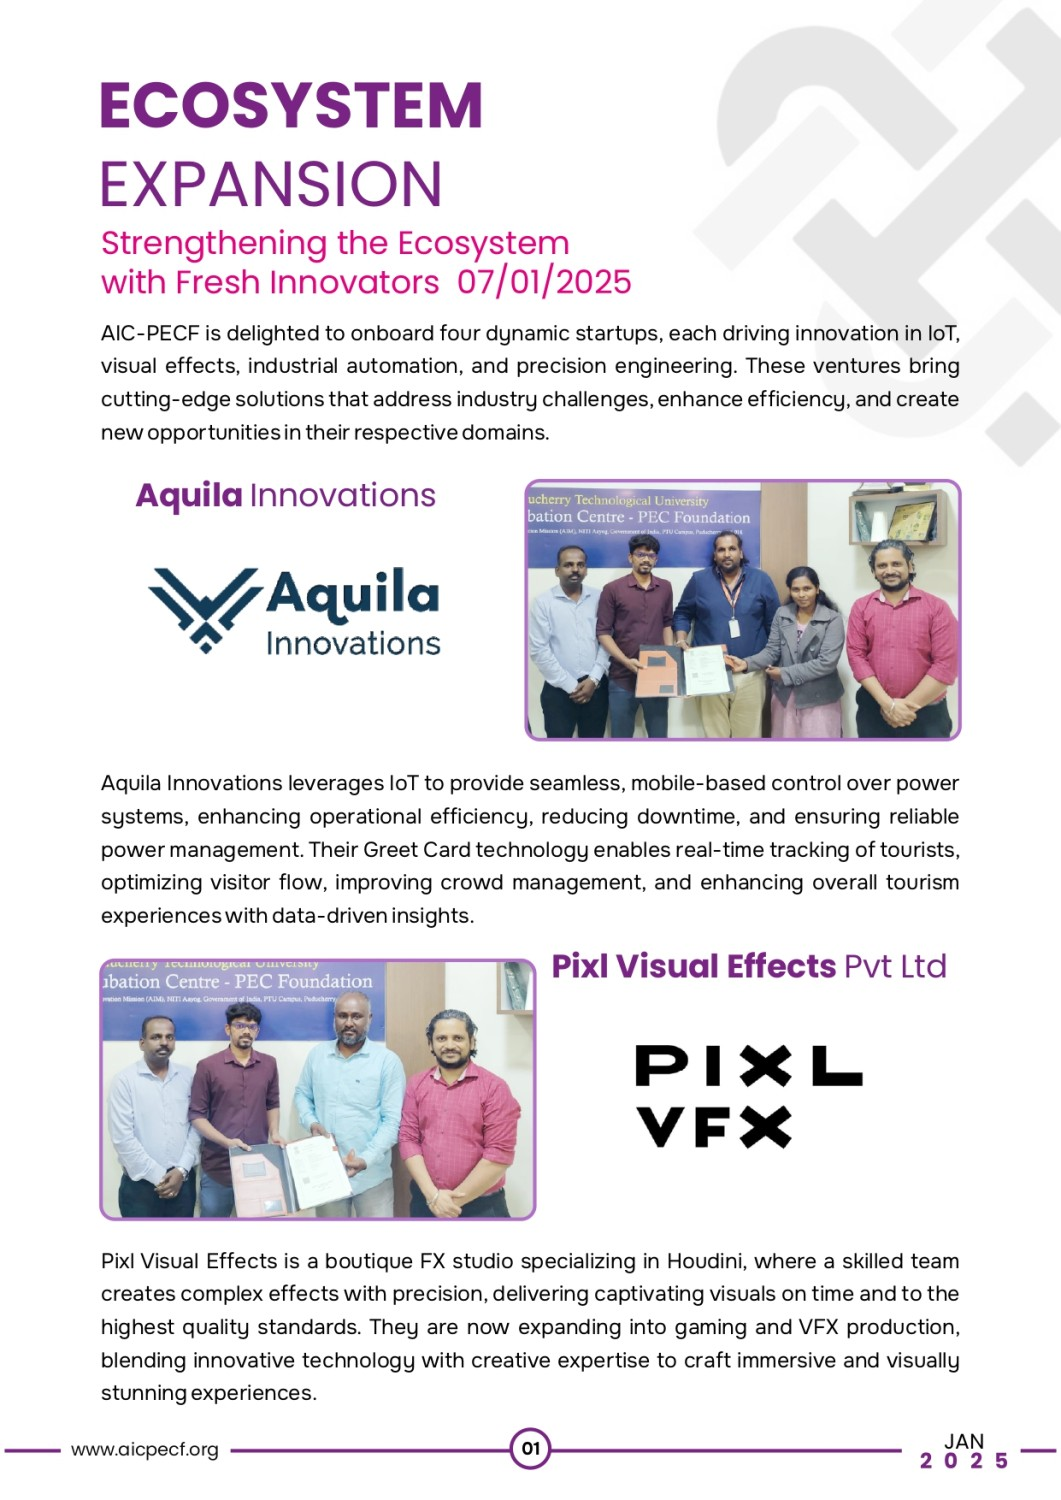 ECOSYSTEM
EXPANSION
Strengthening the Ecosystem
with Fresh Innovators 07/01/2025
AIC-PECF is delighted to onboard four dynamic startups, each driving innovation in IoT,
visual effects, industrial automation, and precision engineering. These ventures bring
cutting-edge solutions that address industry challenges, enhance efficiency, and create
new opportunities in their respective domains.
Aquila Innovations
Aquila
Innovations
ucherry Technological University
bation Centre - PEC Foundation
Aquila Innovations leverages IoT to provide seamless, mobile-based control over power
systems, enhancing operational efficiency, reducing downtime, and ensuring reliable
power management. Their Greet Card technology enables real-time tracking of tourists,
optimizing visitor flow, improving crowd management, and enhancing overall tourism
experiences with data-driven insights.
ucherry Technological University
ubation Centre - PEC Foundation
Pixl Visual Effects Pvt Ltd
PIXL
VFX
Pixl Visual Effects is a boutique FX studio specializing in Houdini, where a skilled team
creates complex effects with precision, delivering captivating visuals on time and to the
highest quality standards. They are now expanding into gaming and VFX production,
blending innovative technology with creative expertise to craft immersive and visually
stunning experiences.
www.aicpecf.org
01
JAN
2025